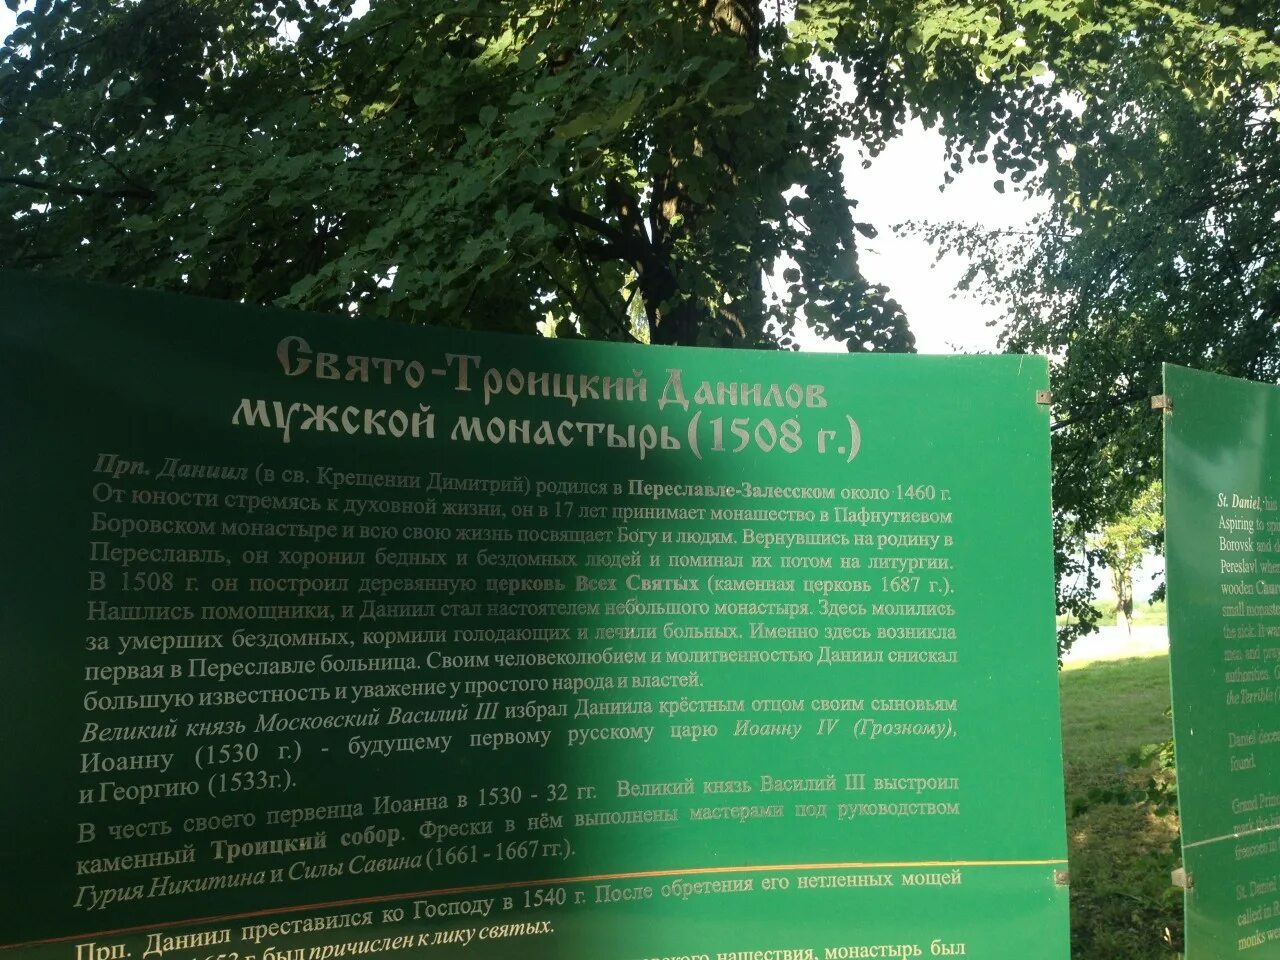 Свято-Троицкий Данилов
мужской монастырь (1508 г.)
Прп. Даниил (в св. Крещении Димитрий) родился в Переславле-Залесском около 1460 г.
От юности стремясь к духовной жизни, он в 17 лет принимает монашество в Пафнутиевом
Боровском монастыре и всю свою жизнь посвящает Богу и людям. Вернувшись на родину в
Переславль, он хоронил бедных и бездомных людей и поминал их потом на литургии.
В 1508 г. он построил деревянную церковь Всех Святых (каменная церковь 1687 г.).
Нашлись помощники, и Даниил стал настоятелем небольшого монастыря. Здесь молились
за умерших бездомных, кормили голодающих и лечили больных. Именно здесь возникла
первая в Переславле больница. Своим человеколюбием и молитвенностью Даниил снискал
большую известность и уважение у простого народа и властей.
Великий князь Московский Василий III избрал Даниила крёстным отцом своим сыновьям
Иоанну (1530 г.) - будущему первому русскому царю Иоанну IV (Грозному),
и Георгию (1533г.).
В честь своего первенца Иоанна в 1530 - 32 гг. Великий князь Василий III выстроил
каменный Троицкий собор. Фрески в нём выполнены мастерами под руководством
Гурия Никитина и Силы Савина (1661 - 1667 гг.).
Прп. Даниил преставился ко Господу в 1540 г. После обретения его нетленных мощей
г. был причислен к лику святых.
нашествия, монастырь был
St. Daniel,
Aspiring to
Borovsk and
Pereslavl
wooden
small
the sick. It
men, and
authorities.
the Terrible
Daniel
found.
Grand
frescoes in
St. Daniel
called in
monks